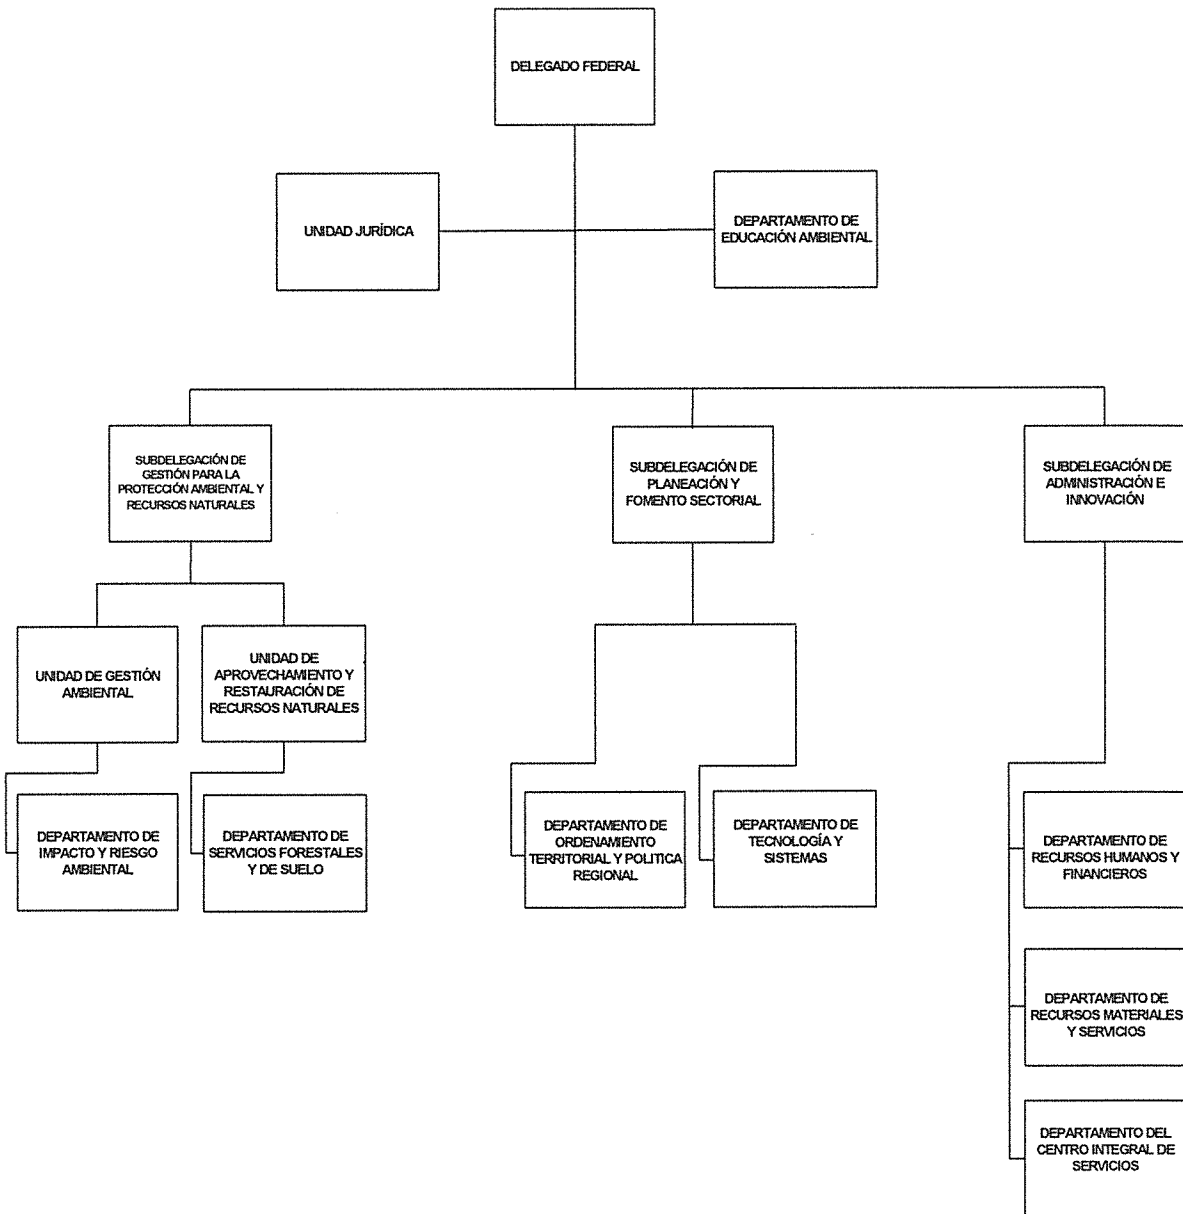 DELEGADO FEDERAL
UNIDAD JURÍDICA
DEPARTAMENTO DE
EDUCACIÓN AMBIENTAL
SUBDELEGACIÓN DE
GESTIÓN PARA LA
PROTECCIÓN AMBIENTAL Y
RECURSOS NATURALES
SUBDELEGACIÓN DE
PLANEACIÓN Y
FOMENTO SECTORIAL
SUBDELEGACIÓN DE
ADMINISTRACIÓN E
INNOVACIÓN
UNIDAD DE GESTIÓN
AMBIENTAL
UNIDAD DE
APROVECHAMIENTO Y
RESTAURACIÓN DE
RECURSOS NATURALES
DEPARTAMENTO DE
IMPACTO Y RIESGO
AMBIENTAL
DEPARTAMENTO DE
SERVICIOS FORESTALES
Y DE SUELO
DEPARTAMENTO DE
ORDENAMIENTO
TERRITORIAL Y POLITICA
REGIONAL
DEPARTAMENTO DE
TECNOLOGÍA Y
SISTEMAS
DEPARTAMENTO DE
RECURSOS HUMANOS Y
FINANCIEROS
DEPARTAMENTO DE
RECURSOS MATERIALES
Y SERVICIOS
DEPARTAMENTO DEL
CENTRO INTEGRAL DE
SERVICIOS